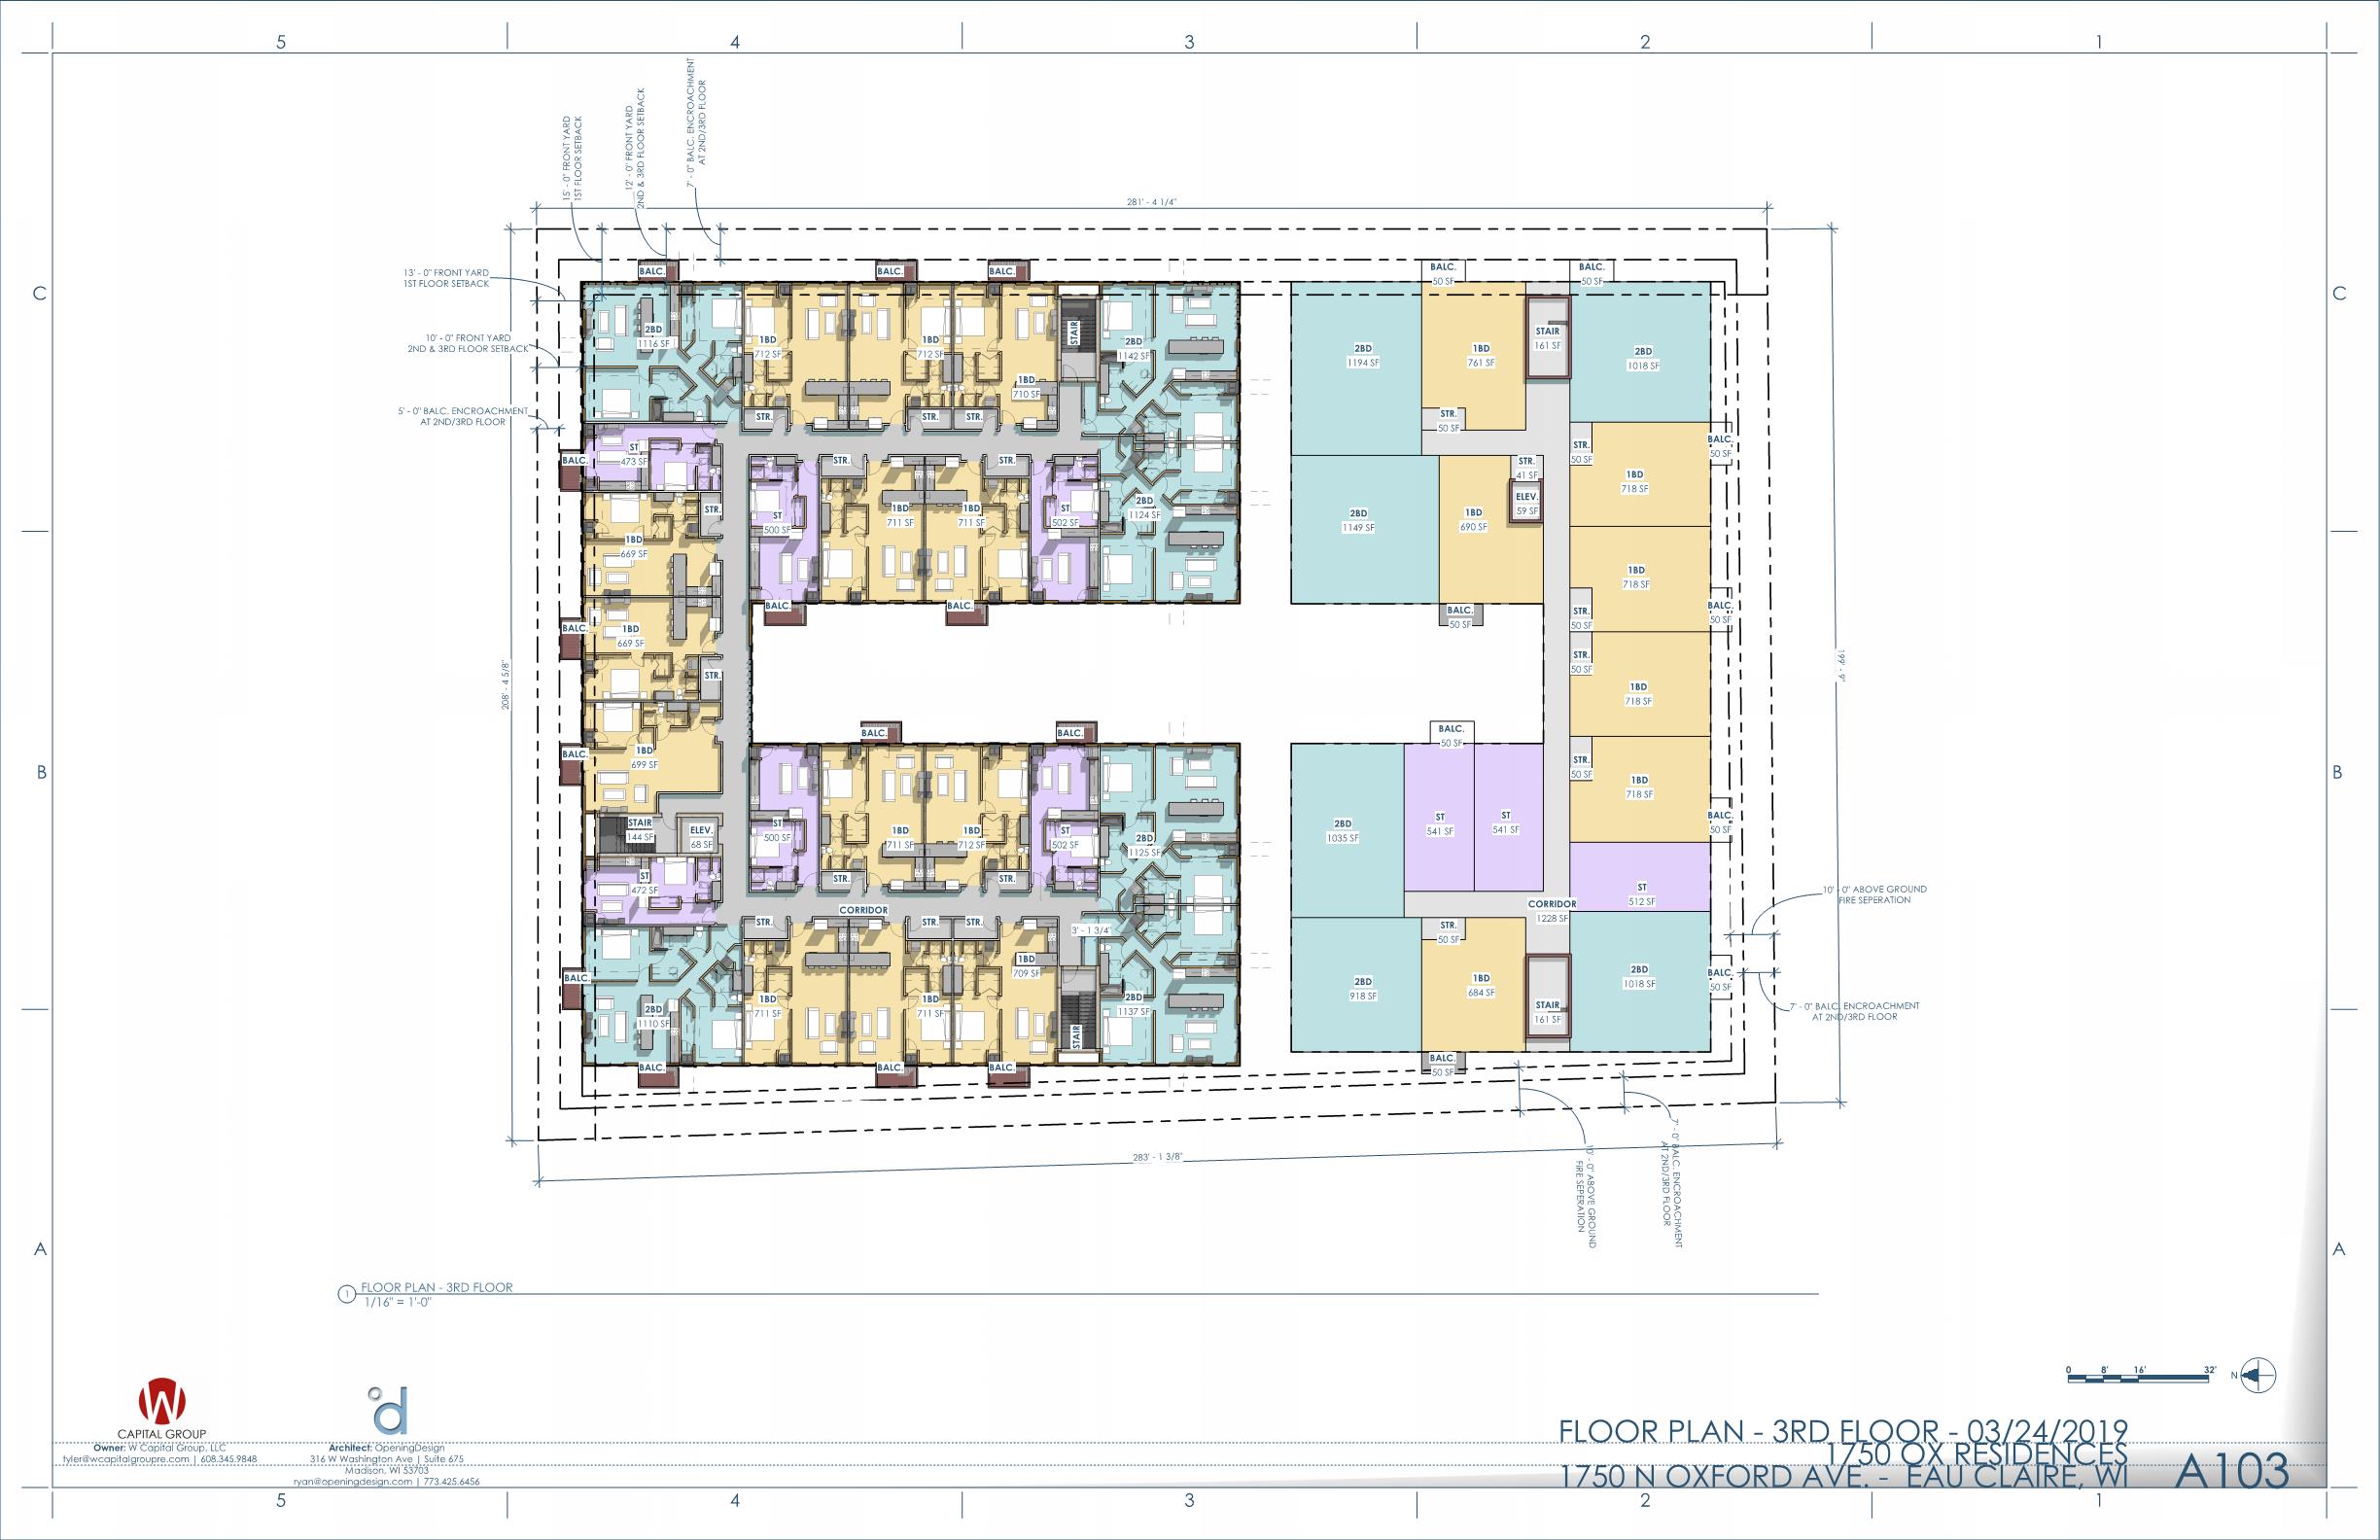 5
4
3
2
1
15' - 0" FRONT YARD
1ST FLOOR SETBACK
12' - 0" FRONT YARD
2ND & 3RD FLOOR SETBACK
7' - 0" BALC. ENCROACHMENT
AT 2ND/3RD FLOOR
281' - 4 1/4"
C
C
13' - 0" FRONT YARD
1ST FLOOR SETBACK
10' - 0" FRONT YARD
2ND & 3RD FLOOR SETBACK
5' - 0" BALC. ENCROACHMENT
AT 2ND/3RD FLOOR
208' - 4 5/8"
199' - 9"
BALC.
BALC.
BALC.
2BD
1116 SF
1BD
712 SF
1BD
712 SF
1BD
710 SF
STAIR
2BD
1142 SF
STR.
STR.
STR.
BALC.
ST
473 SF
STR.
STR.
STR.
ST
500 SF
1BD
711 SF
1BD
711 SF
ST
502 SF
2BD
1124 SF
1BD
669 SF
BALC.
BALC.
BALC.
1BD
669 SF
STR.
BALC.
1BD
699 SF
BALC.
BALC.
STAIR
144 SF
ELEV.
68 SF
ST
500 SF
1BD
711 SF
1BD
712 SF
ST
502 SF
2BD
1125 SF
ST
472 SF
STR.
STR.
CORRIDOR
STR.
STR.
STR.
3' - 1 3/4"
BALC.
2BD
1110 SF
1BD
711 SF
1BD
711 SF
1BD
709 SF
STAIR
2BD
1137 SF
BALC.
BALC.
BALC.
BALC.
50 SF
BALC.
50 SF
2BD
1194 SF
1BD
761 SF
STAIR
161 SF
2BD
1018 SF
STR.
50 SF
STR.
50 SF
BALC.
50 SF
STR.
41 SF
ELEV.
59 SF
1BD
718 SF
2BD
1149 SF
1BD
690 SF
1BD
718 SF
BALC.
50 SF
STR.
50 SF
BALC.
50 SF
STR.
50 SF
1BD
718 SF
BALC.
50 SF
STR.
50 SF
1BD
718 SF
2BD
1035 SF
ST
541 SF
ST
541 SF
BALC.
50 SF
ST
512 SF
CORRIDOR
1228 SF
STR.
50 SF
2BD
918 SF
1BD
684 SF
STAIR
161 SF
2BD
1018 SF
BALC.
50 SF
BALC.
50 SF
10' - 0" ABOVE GROUND
FIRE SEPERATION
7' - 0" BALC. ENCROACHMENT
AT 2ND/3RD FLOOR
B
B
10' - 0" ABOVE GROUND
FIRE SEPERATION
7' - 0" BALC. ENCROACHMENT
AT 2ND/3RD FLOOR
283' - 1 3/8"
A
A
1
FLOOR PLAN - 3RD FLOOR
1/16" = 1'-0"
0 8' 16' 32'
N
W
CAPITAL GROUP
Owner: W Capital Group, LLC
tyler@wcapitalgroupre.com | 608.345.9848
d
Architect: OpeningDesign
316 W Washington Ave | Suite 675
Madison, WI 53703
ryan@openingdesign.com | 773.425.6456
FLOOR PLAN - 3RD FLOOR - 03/24/2019
1750 OX RESIDENCES
1750 N OXFORD AVE. - EAU CLAIRE, WI
A103
5
4
3
2
1